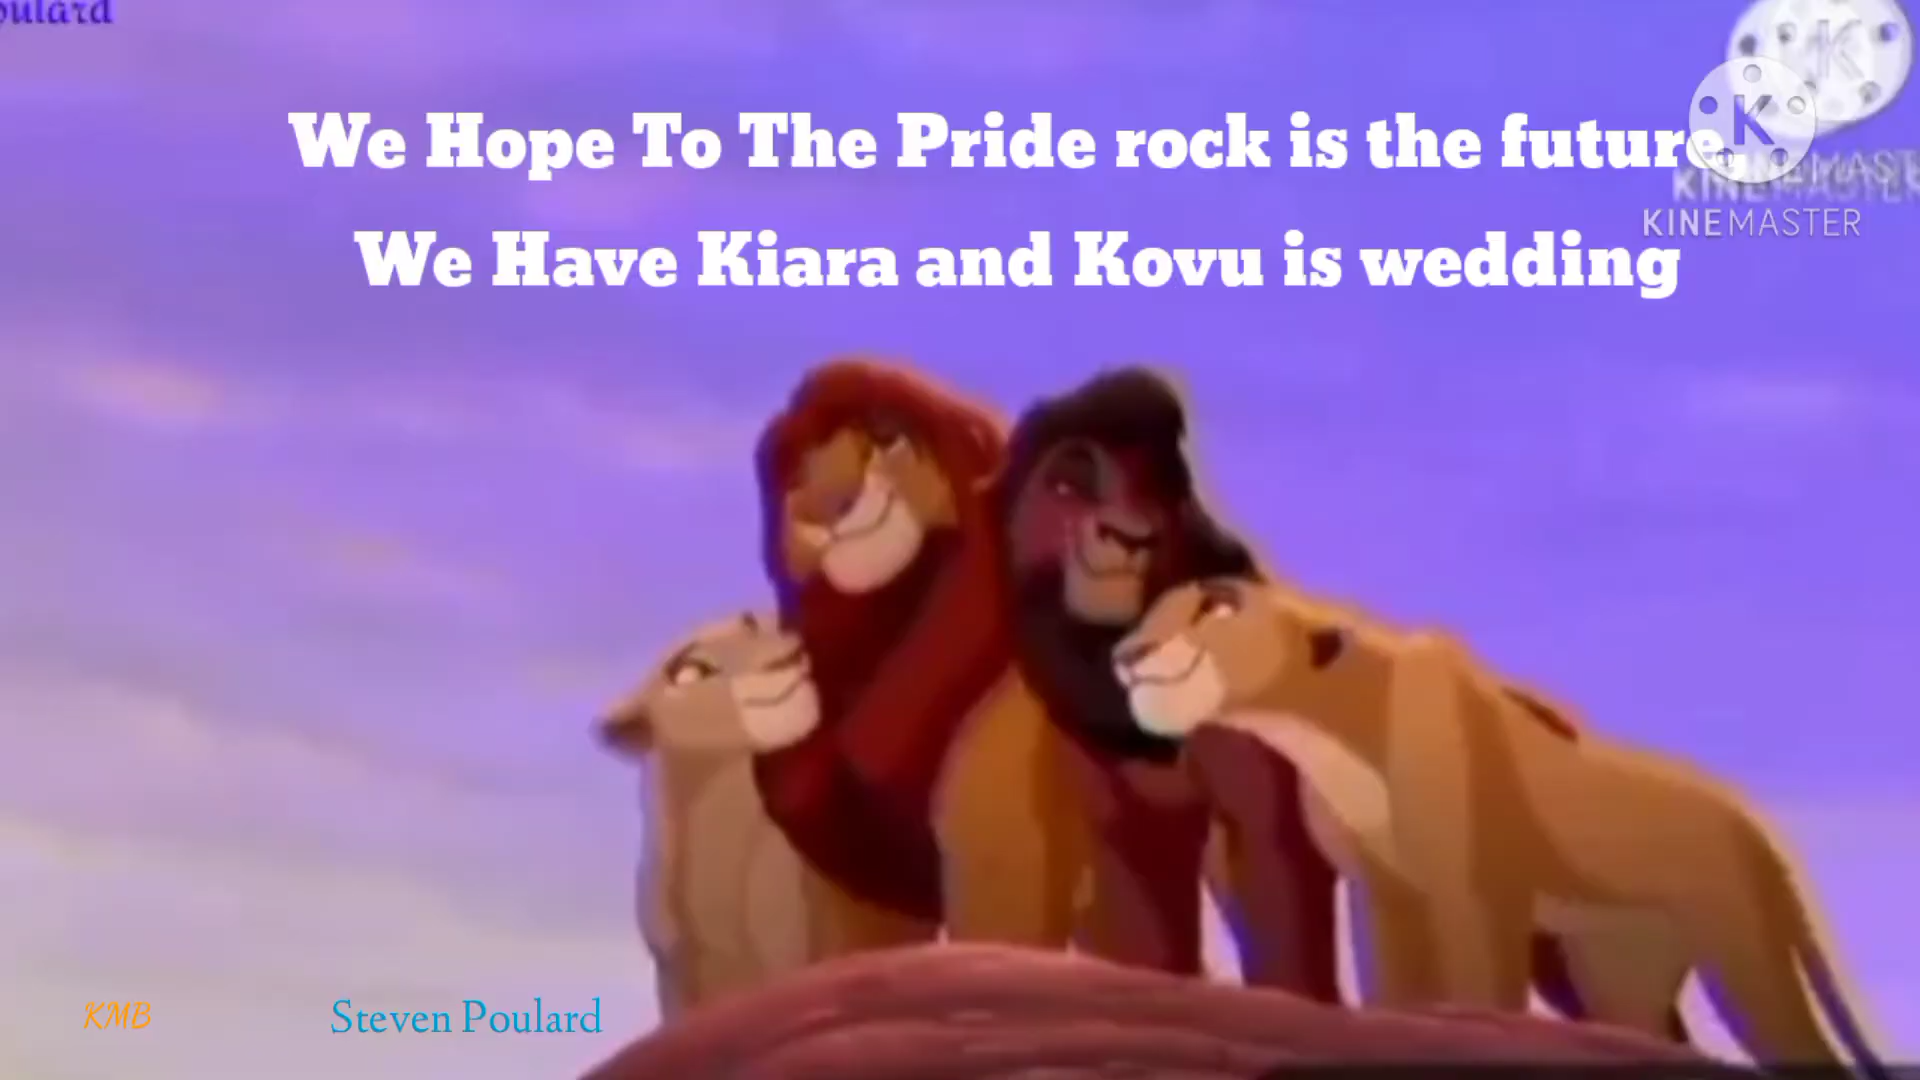 We Hope To The Pride rock is the future,
We Have Kiara and Kovu is wedding
K
KINEMASTER
K
KINEMASTER
KMB
Steven Poulard